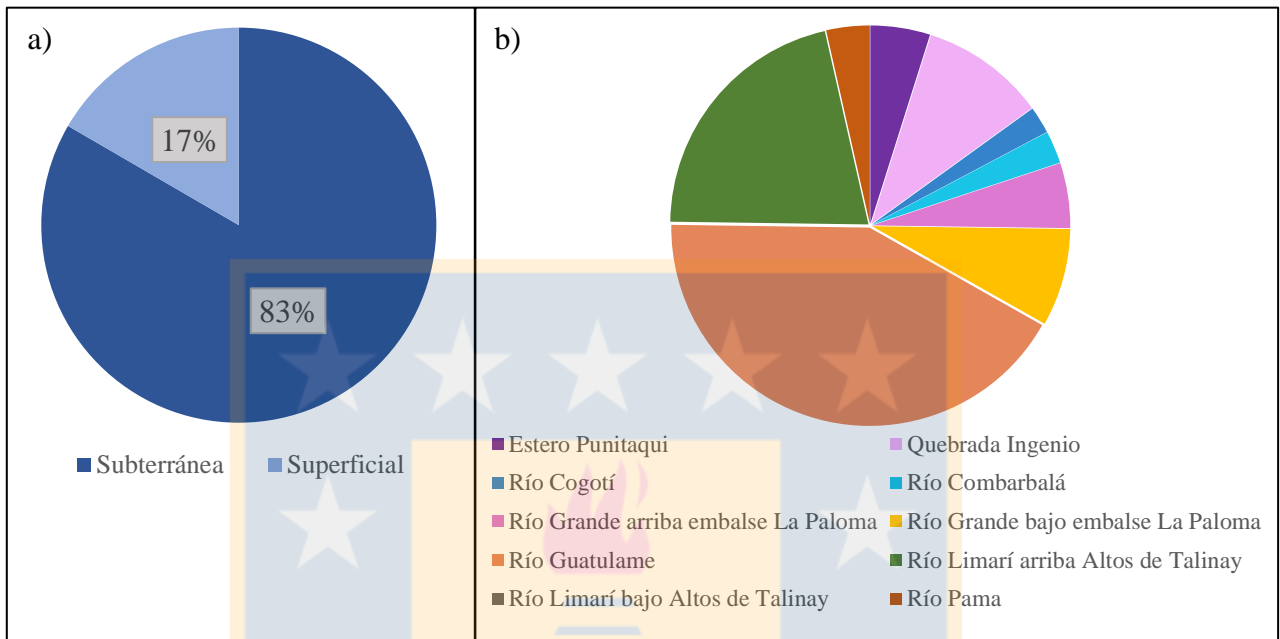 a)
17%
83%
Subterránea Superficial
b)
Estero Punitaqui Quebrada Ingenio
Río Cogotí Río Combarbalá
Río Grande arriba embalse La Paloma Río Grande bajo embalse La Paloma
Río Guatulame Río Limarí arriba Altos de Talinay
Río Limarí bajo Altos de Talinay Río Pama